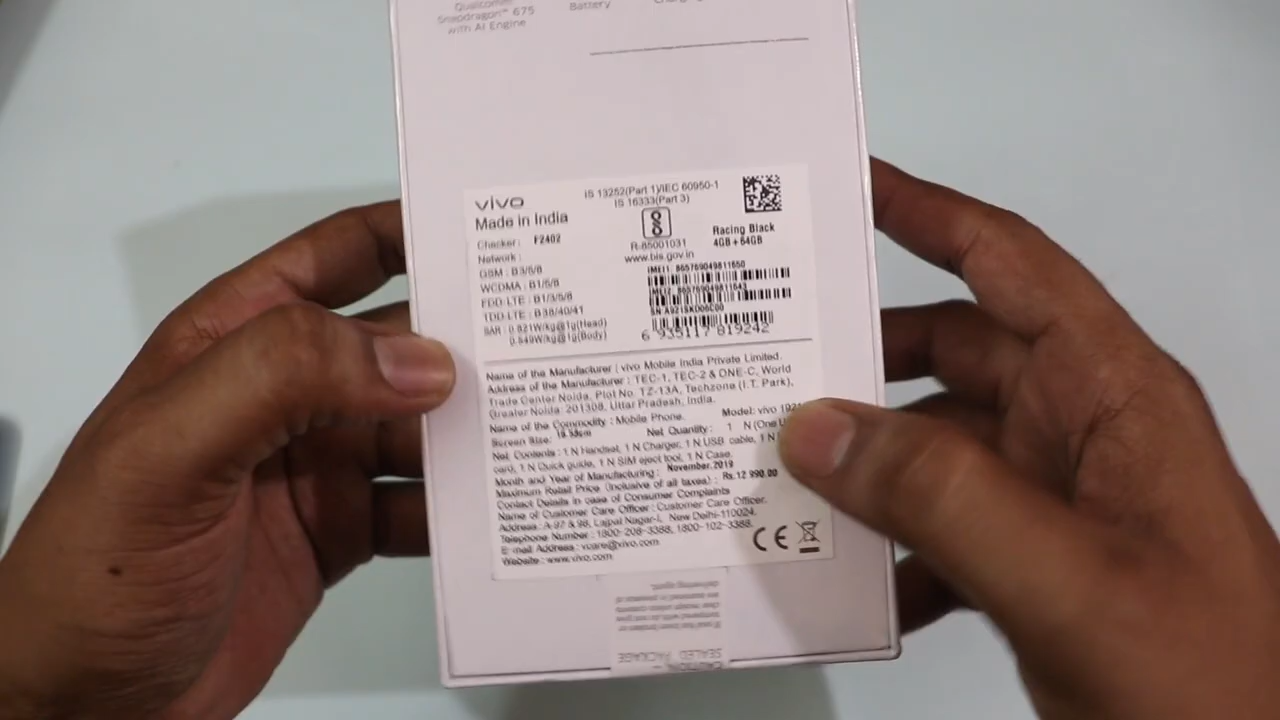 Qualcomm
Snapdragon™ 675
with AI Engine
Battery
vivo
Made in India
Checker: F2402
Network:
GSM : B3/5/8
WCDMA : B1/5/8
FDD-LTE : B1/3/5/8
TDD-LTE : B38/40/41
SAR : 0.821W/kg@1g(Head)
0.549W/kg@1g(Body)
IS 13252(Part 1)/IEC 60950-1
IS 16333(Part 3)
R-85001031
www.bis.gov.in
Racing Black
4GB+64GB
IMEI1: 865769049811650
IMEI2: 865769049811643
6 935117 819242
Name of the Manufacturer : vivo Mobile India Private Limited.
Address of the Manufacturer : TEC-1, TEC-2 & ONE-C, World
Trade Center Noida, Plot No. TZ-13A, Techzone (I.T. Park),
Greater Noida: 201308, Uttar Pradesh, India.
Name of the Commodity : Mobile Phone. Model: vivo
Screen Size: Net Quantity: 1 N (One
Net Contents : 1 N Handset, 1 N Charger, 1 N USB cable, 1 N
card, 1 N Quick guide, 1 N SIM eject tool, 1 N Case.
Month and Year of Manufacturing : November.2019
Maximum Retail Price (Inclusive of all taxes) : Rs.12 990.00
Contact Details in case of Consumer Complaints
Name of Customer Care Officer : Customer Care Officer.
Address : A-97 & 98, Lajpat Nagar-I, New Delhi-110024.
Telephone Number : 1800-208-3388, 1800-102-3388.
E-mail Address : vcare@vivo.com
Website : www.vivo.com
CE
SEALED PACKAGE
CAUTION